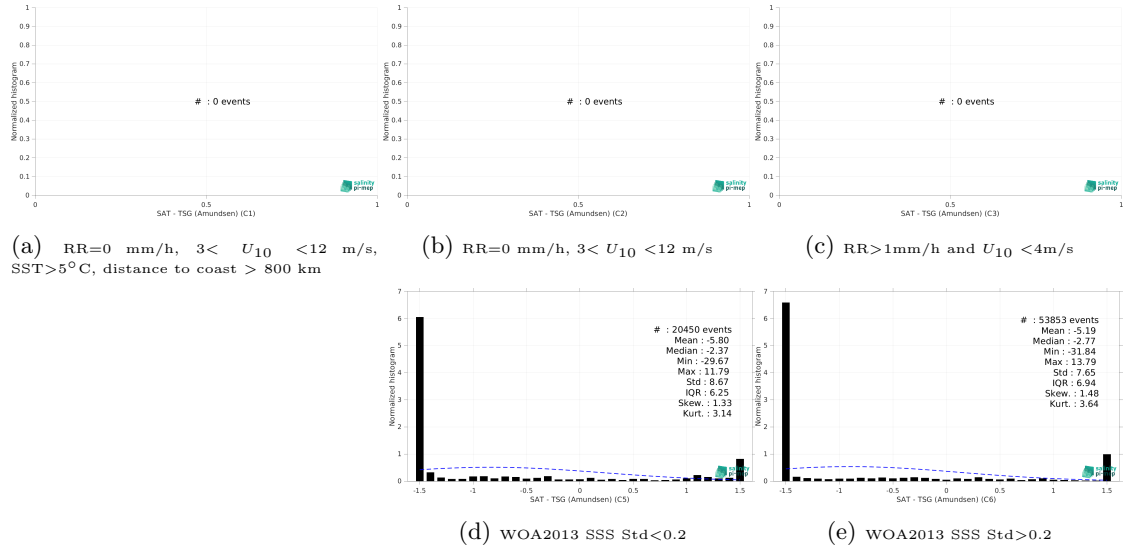 1
0.9
0.8
0.7
0.6
0.5
0.4
0.3
0.2
0.1
0
Normalized histogram
# : 0 events
salinity
pi-mep
0 0.5 1
SAT - TSG (Amundsen) (C1)
(a) RR=0 mm/h, 3< U10 <12 m/s,
SST>5°C, distance to coast > 800 km
1
0.9
0.8
0.7
0.6
0.5
0.4
0.3
0.2
0.1
0
Normalized histogram
# : 0 events
salinity
pi-mep
0 0.5 1
SAT - TSG (Amundsen) (C2)
(b) RR=0 mm/h, 3< U10 <12 m/s
1
0.9
0.8
0.7
0.6
0.5
0.4
0.3
0.2
0.1
0
Normalized histogram
# : 0 events
salinity
pi-mep
0 0.5 1
SAT - TSG (Amundsen) (C3)
(c) RR>1mm/h and U10 <4m/s
7
6
5
4
3
2
1
0
Normalized histogram
# : 20450 events
Mean : -5.80
Median : -2.37
Min : -29.67
Max : 11.79
Std : 8.67
IQR : 6.25
Skew. : 1.33
Kurt. : 3.14
salinity
pi-mep
-1.5 -1 -0.5 0 0.5 1 1.5
SAT - TSG (Amundsen) (C5)
(d) WOA2013 SSS Std<0.2
7
6
5
4
3
2
1
0
Normalized histogram
# : 53853 events
Mean : -5.19
Median : -2.77
Min : -31.84
Max : 13.79
Std : 7.65
IQR : 6.94
Skew. : 1.48
Kurt. : 3.64
salinity
pi-mep
-1.5 -1 -0.5 0 0.5 1 1.5
SAT - TSG (Amundsen) (C6)
(e) WOA2013 SSS Std>0.2